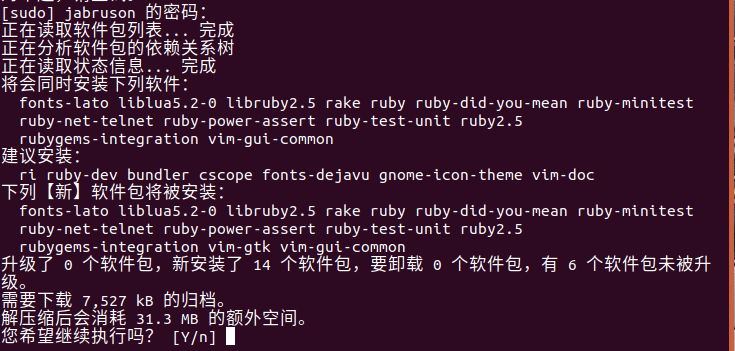 [sudo] jabruson 的密码：
正在读取软件包列表... 完成
正在分析软件包的依赖关系树
正在读取状态信息... 完成
将会同时安装下列软件：
fonts-lato liblua5.2-0 libruby2.5 rake ruby ruby-did-you-mean ruby-minitest
ruby-net-telnet ruby-power-assert ruby-test-unit ruby2.5
rubygems-integration vim-gui-common
建议安装：
ri ruby-dev bundler cscope fonts-dejavu gnome-icon-theme vim-doc
下列【新】软件包将被安装：
fonts-lato liblua5.2-0 libruby2.5 rake ruby ruby-did-you-mean ruby-minitest
ruby-net-telnet ruby-power-assert ruby-test-unit ruby2.5
rubygems-integration vim-gtk vim-gui-common
升级了 0 个软件包，新安装了 14 个软件包，要卸载 0 个软件包，有 6 个软件包未被升
级。
需要下载 7,527 kB 的归档。
解压缩后会消耗 31.3 MB 的额外空间。
您希望继续执行吗？ [Y/n]